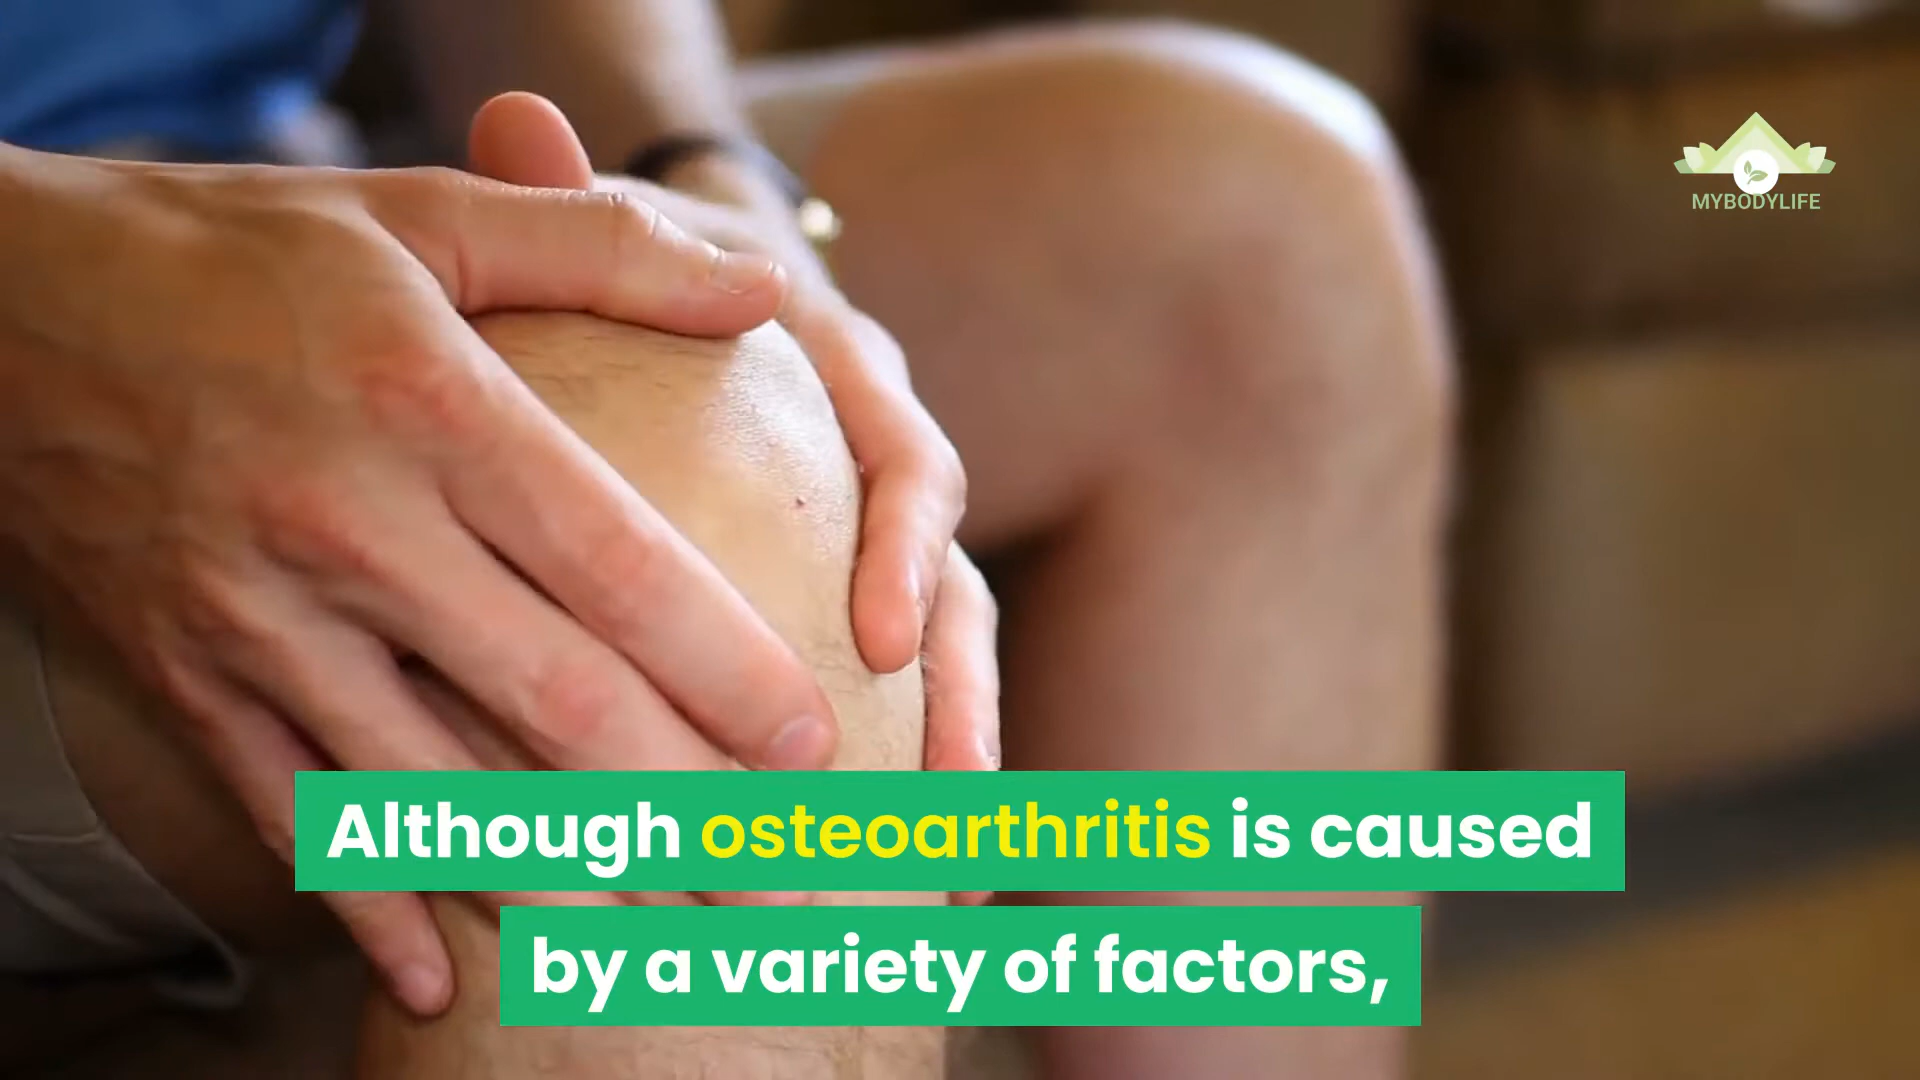 MYBODYLIFE
Although osteoarthritis is caused
by a variety of factors,